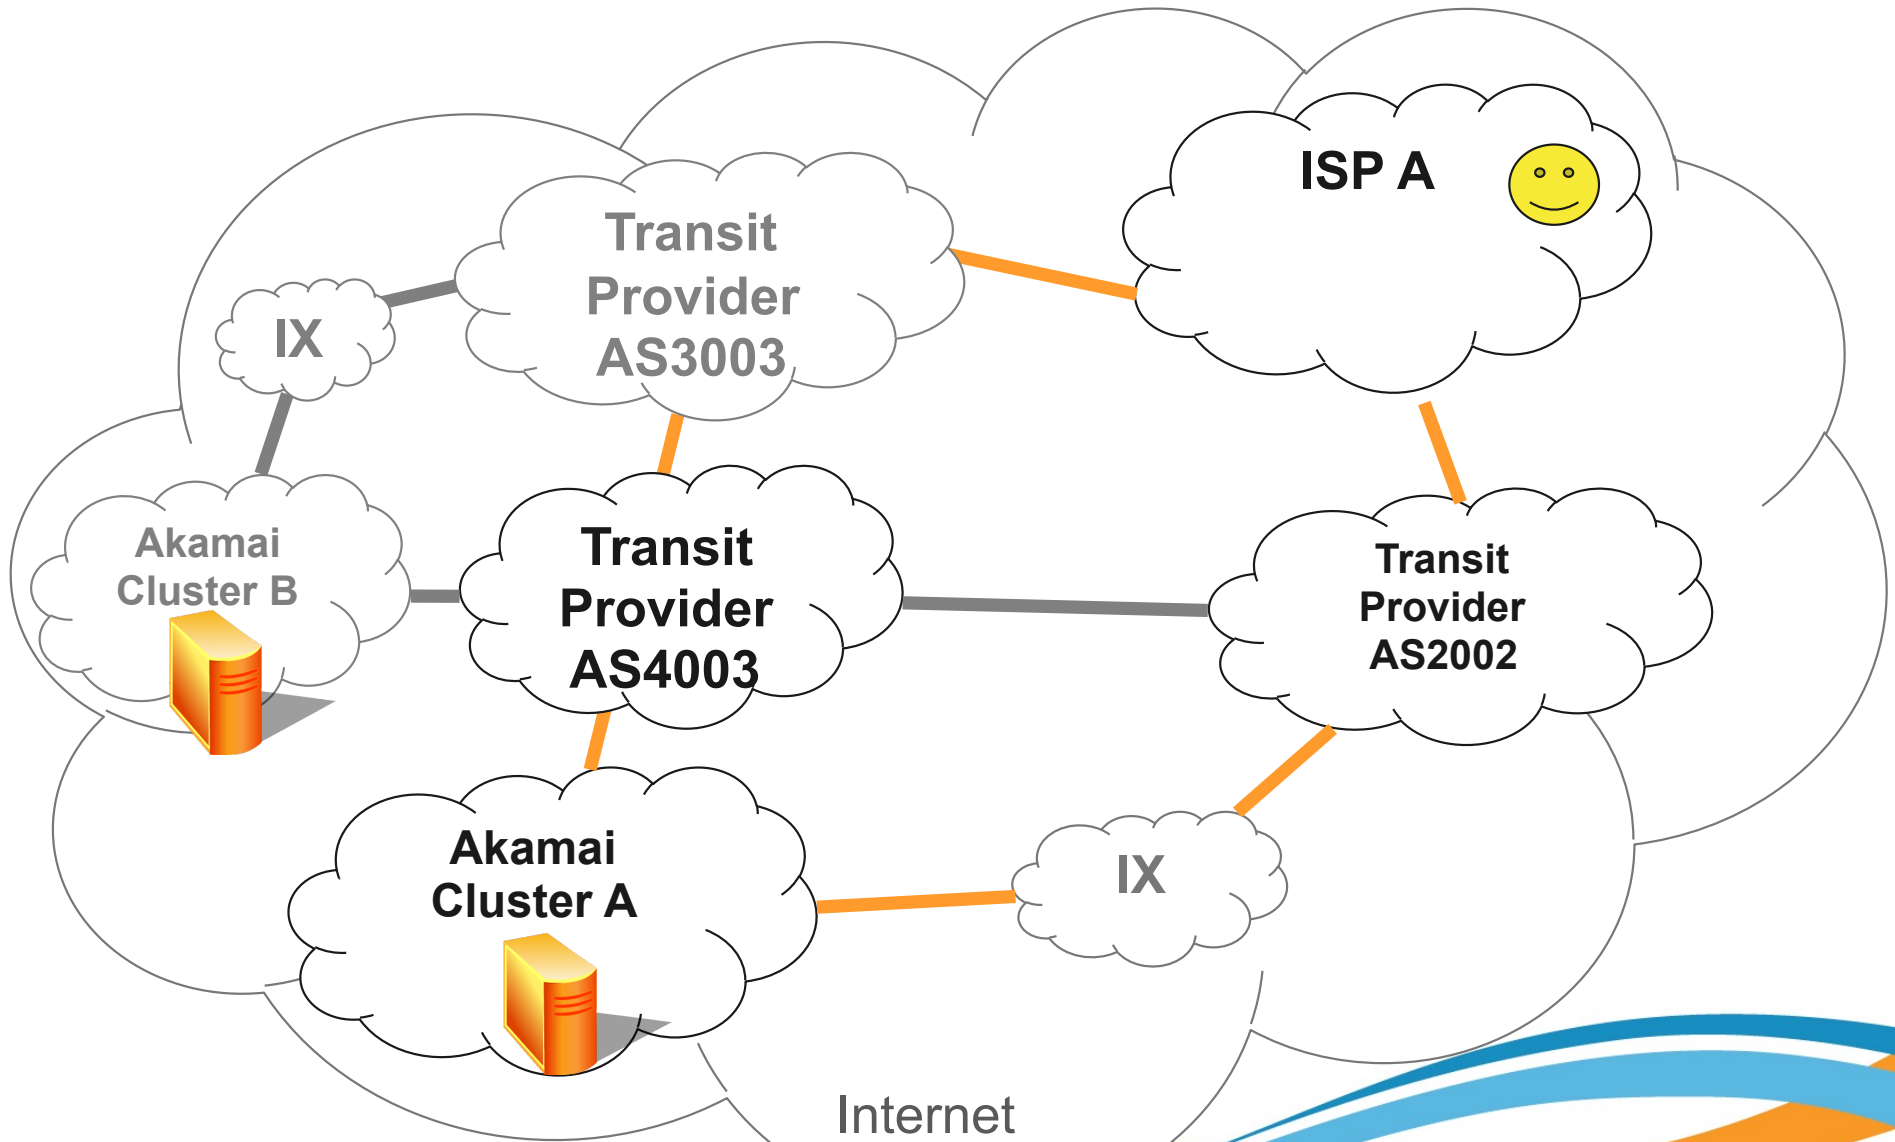 ISP A
Transit
Provider
AS3003
IX
Akamai
Cluster B
Transit
Provider
AS4003
Transit
Provider
AS2002
Akamai
Cluster A
IX
Internet